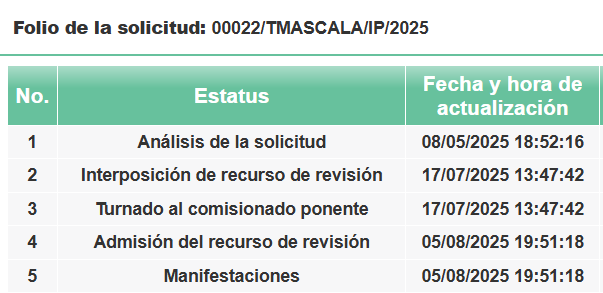 Folio de la solicitud: 00022/TMASCALA/IP/2025
No. Estatus Fecha y hora de actualización
1 Análisis de la solicitud 08/05/2025 18:52:16
2 Interposición de recurso de revisión 17/07/2025 13:47:42
3 Turnado al comisionado ponente 17/07/2025 13:47:42
4 Admisión del recurso de revisión 05/08/2025 19:51:18
5 Manifestaciones 05/08/2025 19:51:18